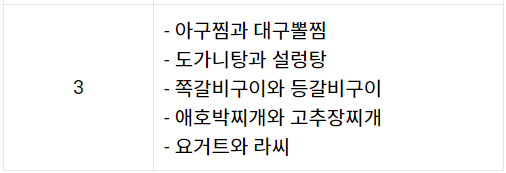 3
- 아구찜과 대구뽈찜
- 도가니탕과 설렁탕
- 쪽갈비구이와 등갈비구이
- 애호박찌개와 고추장찌개
- 요거트와 라씨